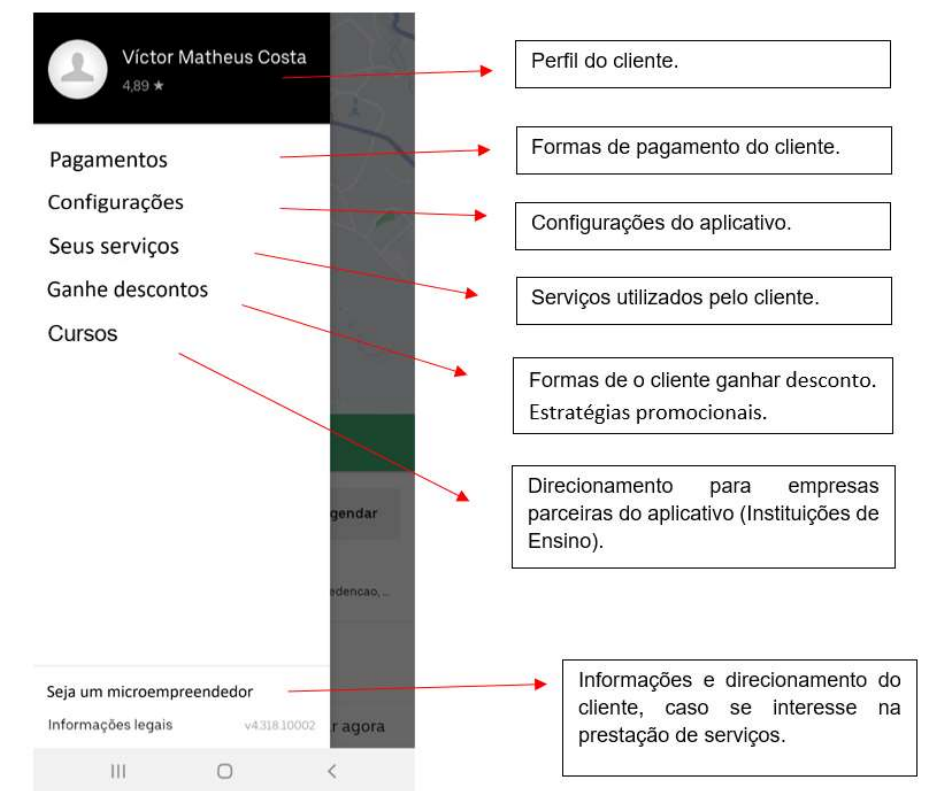 Víctor Matheus Costa
4,89 ★
Perfil do cliente.
Pagamentos
Formas de pagamento do cliente.
Configurações
Configurações do aplicativo.
Seus serviços
Serviços utilizados pelo cliente.
Ganhe descontos
Formas de o cliente ganhar desconto.
Estratégias promocionais.
Cursos
Direcionamento para empresas
parceiras do aplicativo (Instituições de
Ensino).
gendar
edencao, ...
Seja um microempreendedor
Informações e direcionamento do
cliente, caso se interesse na
prestação de serviços.
Informações legais v4.318.10002
r agora